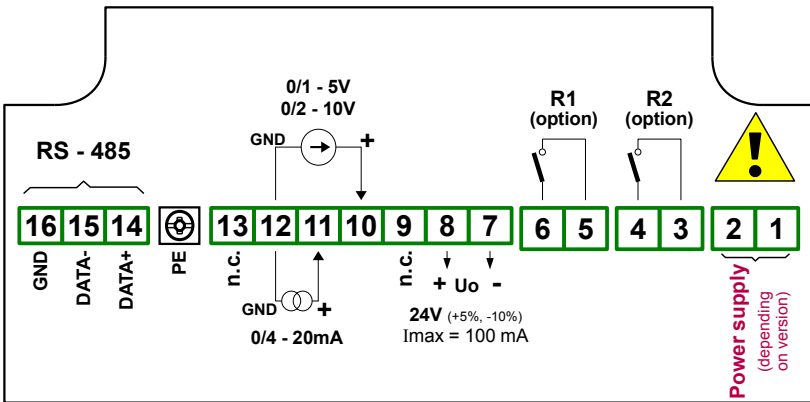 0/1 - 5V
0/2 - 10V
GND
+
R1
(option)
R2
(option)
RS - 485
16 15 14
13 12 11 10 9 8 7
6 5
4 3
2 1
GND
DATA-
DATA+
PE
n.c.
GND
+
0/4 - 20mA
n.c.
+ Uo -
24V (+5%, -10%)
Imax = 100 mA
Power supply
(depending
on version)